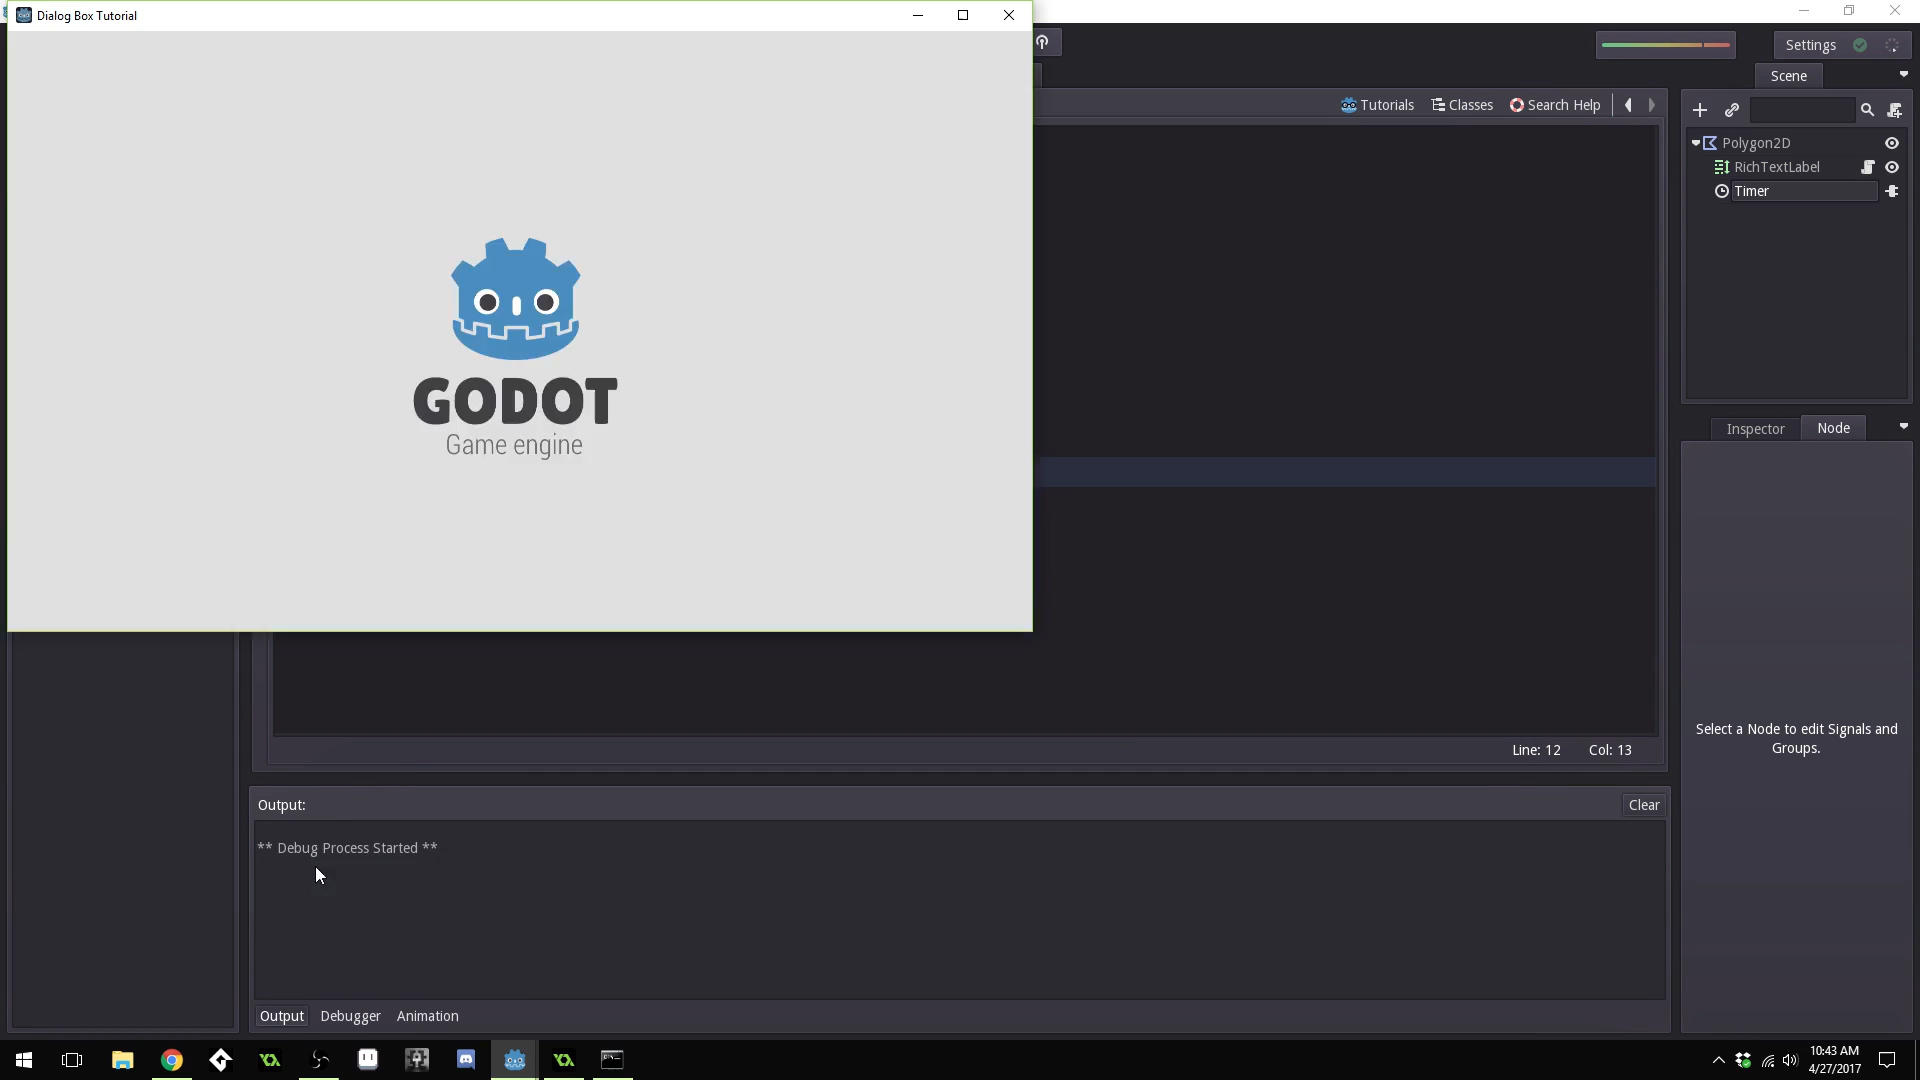 Dialog Box Tutorial
GODOT
Game engine
Settings
Scene
Tutorials
Classes
Search Help
Polygon2D
RichTextLabel
Timer
Inspector
Node
Select a Node to edit Signals and
Groups.
Line: 12
Col: 13
Output:
Clear
** Debug Process Started **
Output
Debugger
Animation
10:43 AM
4/27/2017